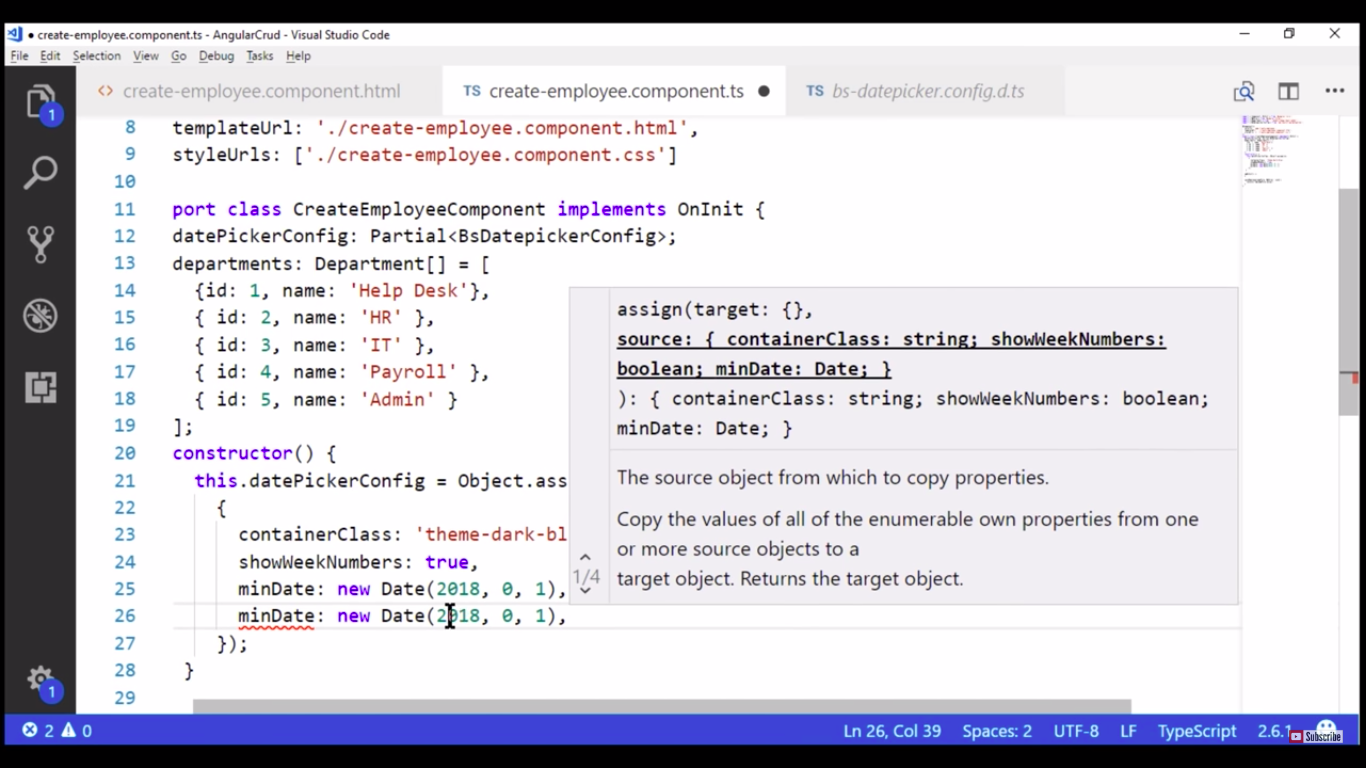 ● create-employee.component.ts - AngularCrud - Visual Studio Code
File Edit Selection View Go Debug Tasks Help
<> create-employee.component.html TS create-employee.component.ts ● TS bs-datepicker.config.d.ts
8 templateUrl: './create-employee.component.html',
9 styleUrls: ['./create-employee.component.css']
10
11 port class CreateEmployeeComponent implements OnInit {
12 datePickerConfig: Partial<BsDatepickerConfig>;
13 departments: Department[] = [
14 {id: 1, name: 'Help Desk'},
15 { id: 2, name: 'HR' },
16 { id: 3, name: 'IT' },
17 { id: 4, name: 'Payroll' },
18 { id: 5, name: 'Admin' }
19 ];
20 constructor() {
21 this.datePickerConfig = Object.ass
22 {
23 containerClass: 'theme-dark-bl
24 showWeekNumbers: true,
25 minDate: new Date(2018, 0, 1),
26 minDate: new Date(2018, 0, 1),
27 });
28 }
29
assign(target: {},
source: { containerClass: string; showWeekNumbers:
boolean; minDate: Date; }
): { containerClass: string; showWeekNumbers: boolean;
minDate: Date; }
The source object from which to copy properties.
Copy the values of all of the enumerable own properties from one
or more source objects to a
target object. Returns the target object.
1/4
1
1
2 0 Ln 26, Col 39 Spaces: 2 UTF-8 LF TypeScript 2.6.1
Subscribe